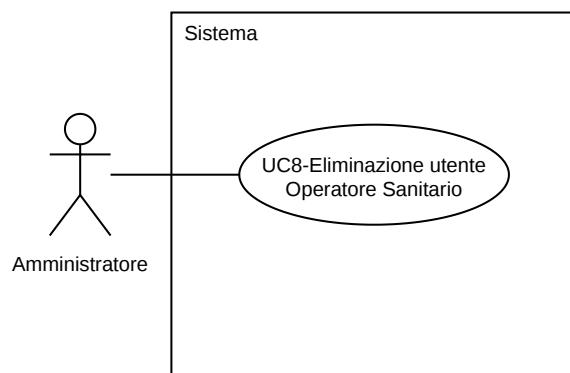 Sistema
UC8-Eliminazione utente
Operatore Sanitario
Amministratore